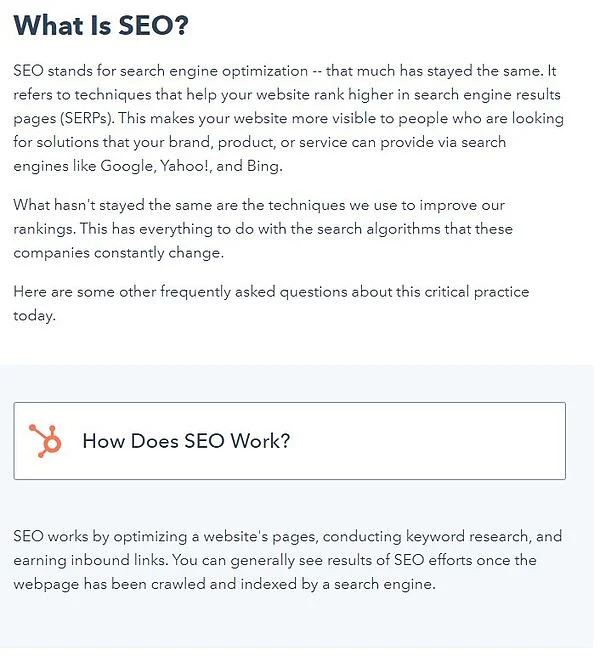 What Is SEO?
SEO stands for search engine optimization -- that much has stayed the same. It
refers to techniques that help your website rank higher in search engine results
pages (SERPs). This makes your website more visible to people who are looking
for solutions that your brand, product, or service can provide via search
engines like Google, Yahoo!, and Bing.
What hasn't stayed the same are the techniques we use to improve our
rankings. This has everything to do with the search algorithms that these
companies constantly change.
Here are some other frequently asked questions about this critical practice
today.
How Does SEO Work?
SEO works by optimizing a website's pages, conducting keyword research, and
earning inbound links. You can generally see results of SEO efforts once the
webpage has been crawled and indexed by a search engine.